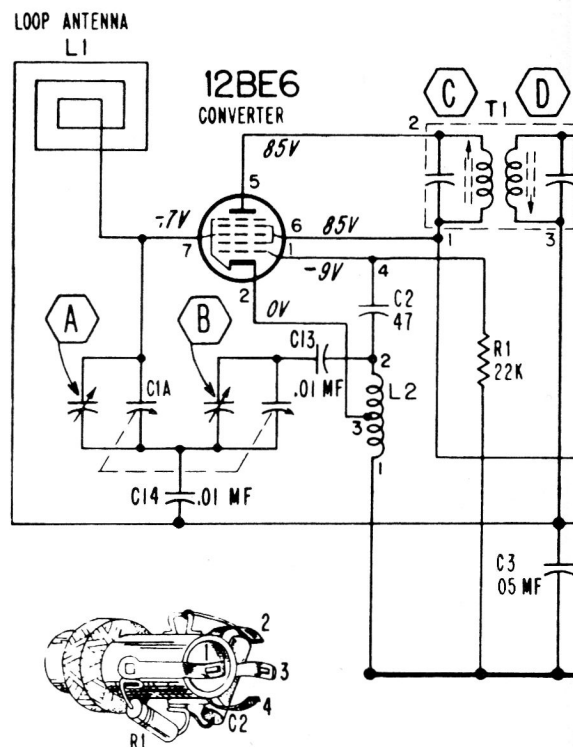 LOOP ANTENNA
L1
12BE6
CONVERTER
C
T1
D
2
85V
5
-.7V
7
6
85V
1
1
3
-9V
4
2
0V
C2
47
A
B
C13
2
R1
22K
C1A
.01 MF
L2
3
1
C14
.01 MF
C3
05 MF
2
1
3
4
C2
R1